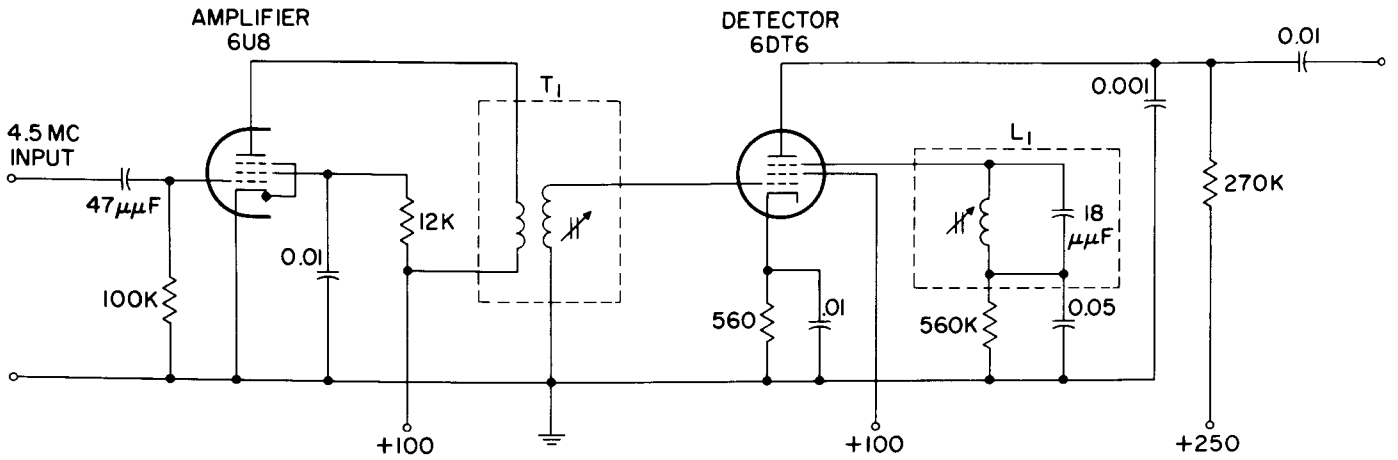 AMPLIFIER
6U8
DETECTOR
6DT6
0.01
T1
0.001
L1
4.5 MC
INPUT
47μμF
12K
270K
18
μμF
0.01
100K
560
.01
560K
0.05
+100
+100
+250